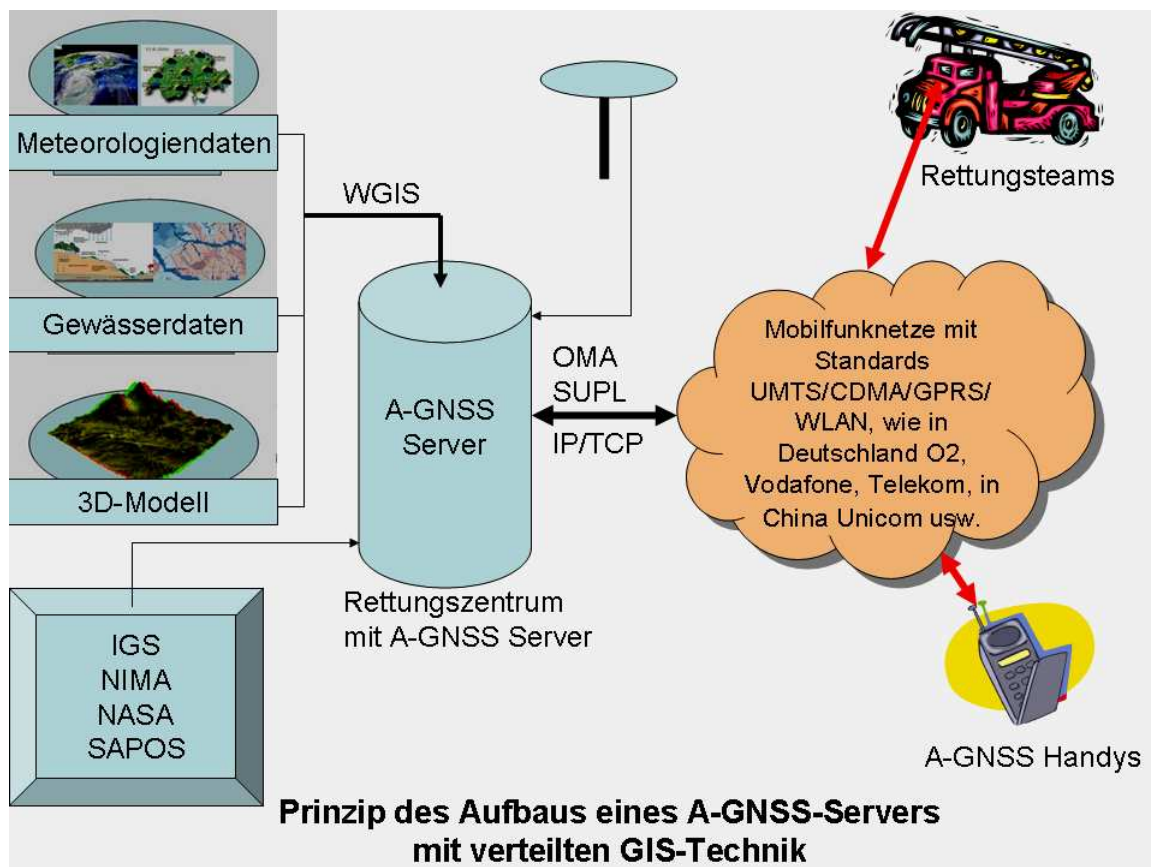 Meteorologiendaten
Gewässerdaten
3D-Modell
WGIS
A-GNSS
Server
OMA
SUPL
IP/TCP
Rettungszentrum
mit A-GNSS Server
IGS
NIMA
NASA
SAPOS
Rettungsteams
Mobilfunknetze mit
Standards
UMTS/CDMA/GPRS/
WLAN, wie in
Deutschland O2,
Vodafone, Telekom, in
China Unicom usw.
A-GNSS Handys
Prinzip des Aufbaus eines A-GNSS-Servers
mit verteilten GIS-Technik